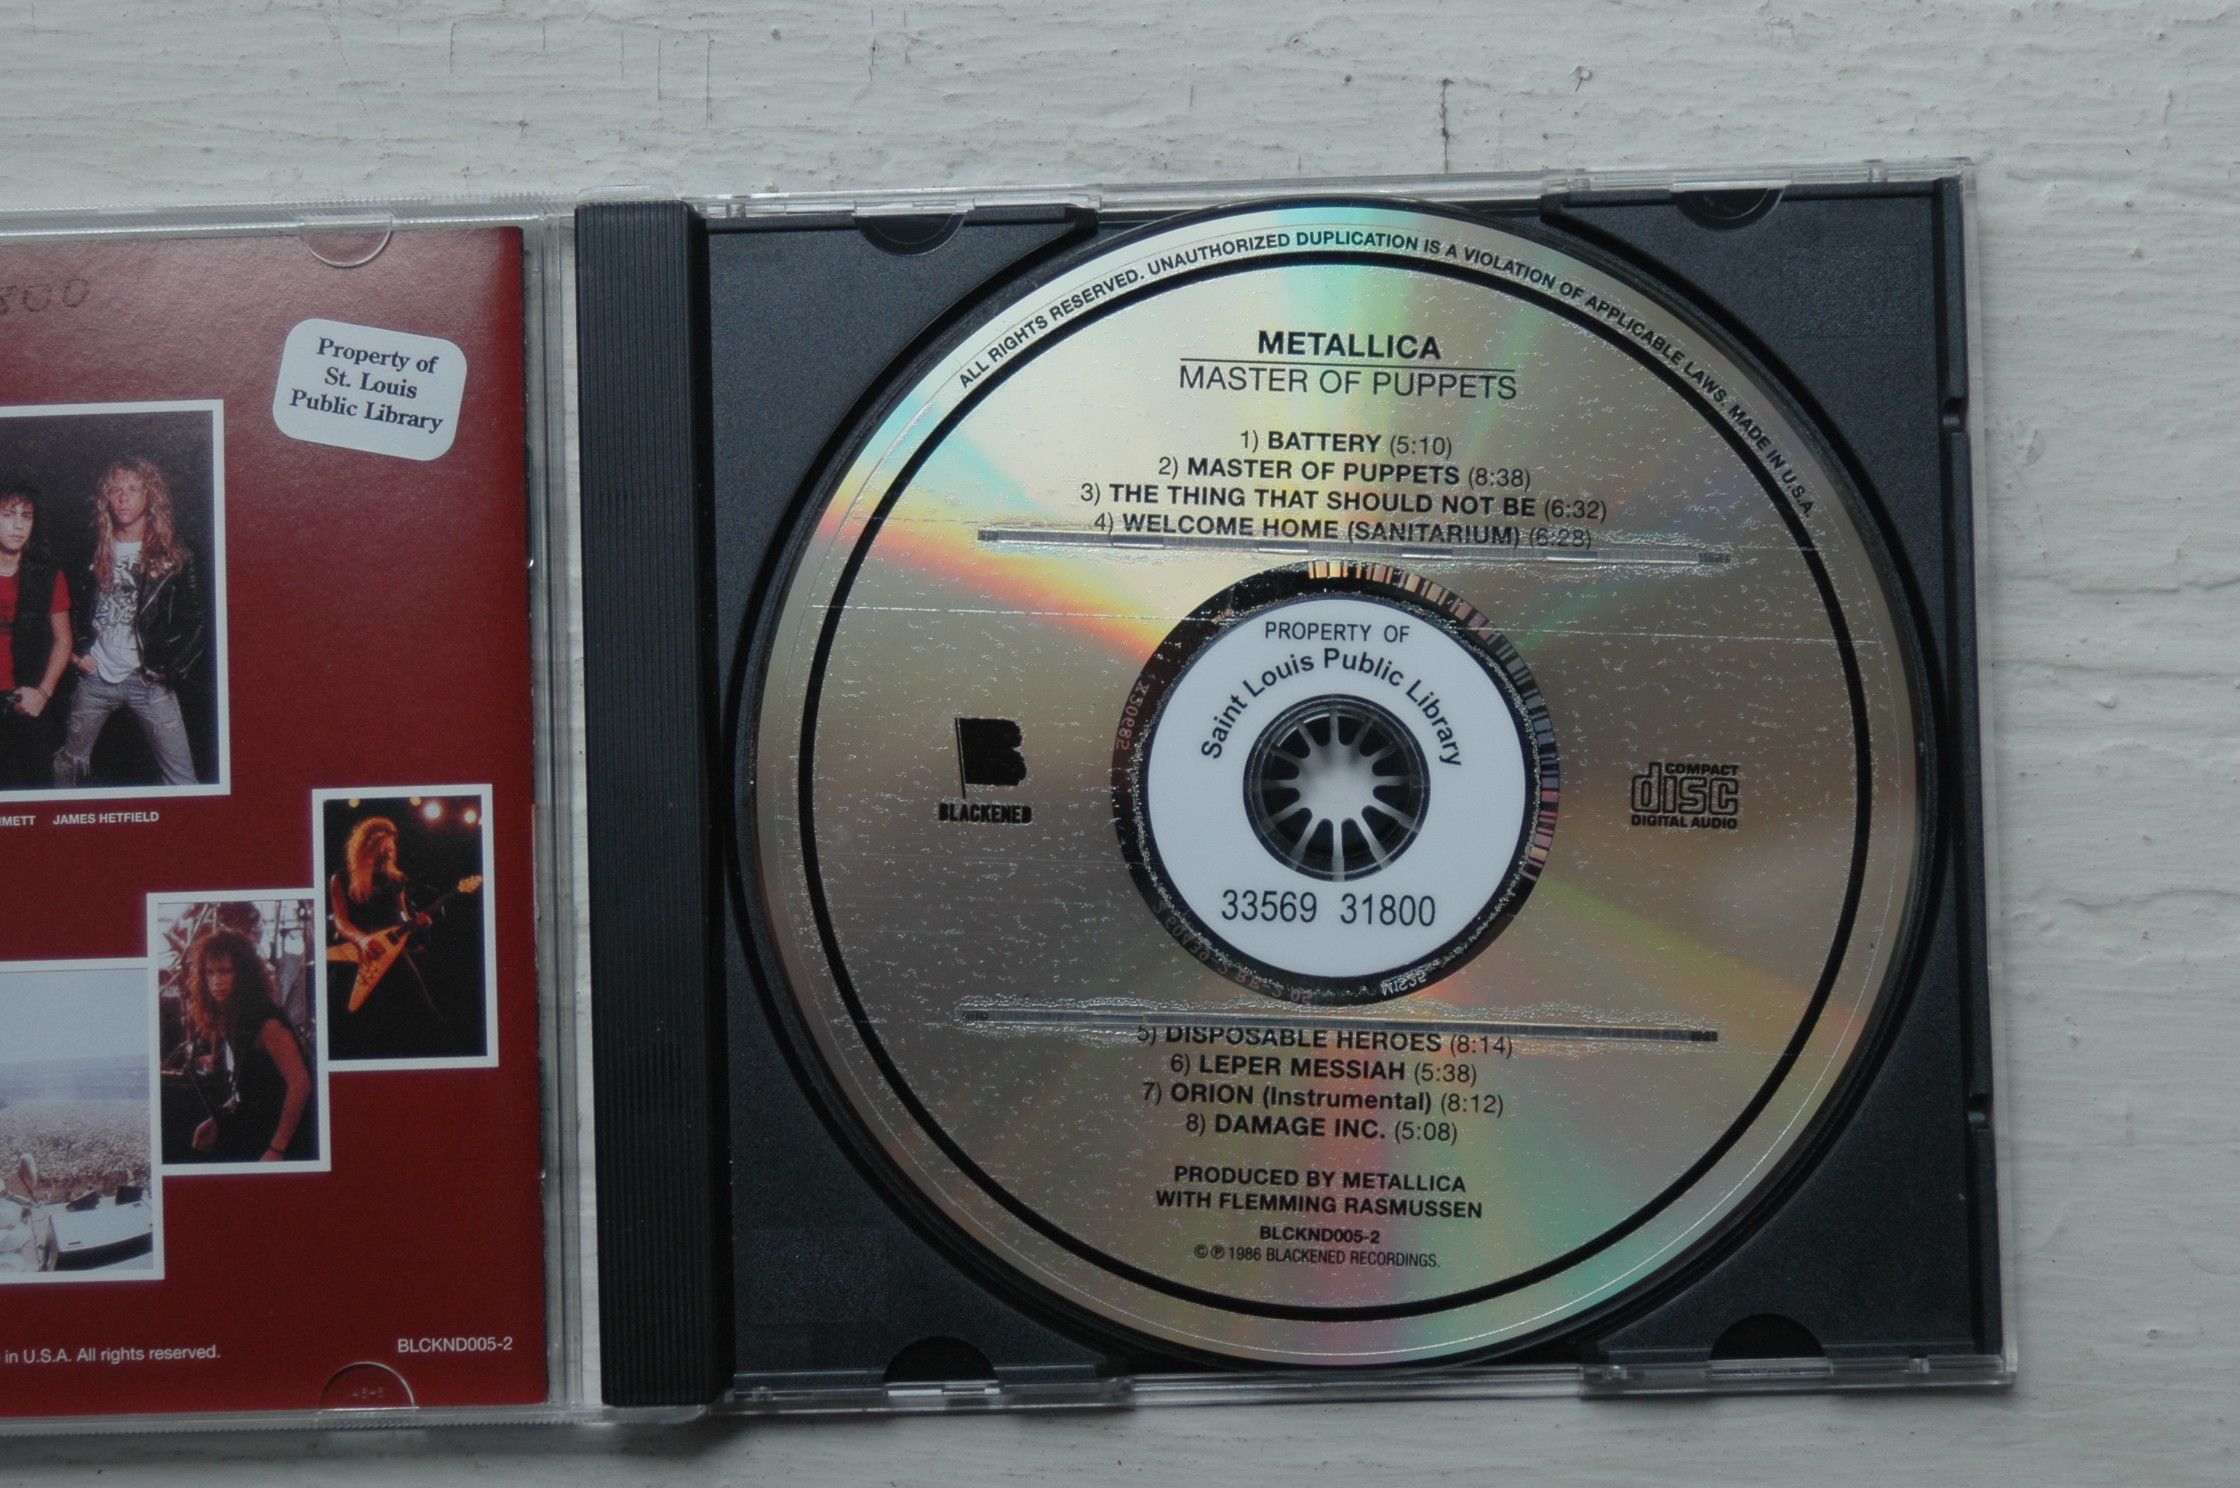 800
Property of
St. Louis
Public Library
JAMES HETFIELD
in U.S.A. All rights reserved.
BLCKND005-2
ALL RIGHTS RESERVED. UNAUTHORIZED DUPLICATION IS A VIOLATION OF APPLICABLE LAWS. MADE IN U.S.A.
METALLICA
MASTER OF PUPPETS
1) BATTERY (5:10)
2) MASTER OF PUPPETS (8:38)
3) THE THING THAT SHOULD NOT BE (6:32)
4) WELCOME HOME (SANITARIUM) (6:28)
PROPERTY OF
Saint Louis Public Library
33569 31800
B
BLACKENED
COMPACT
disc
DIGITAL AUDIO
5) DISPOSABLE HEROES (8:14)
6) LEPER MESSIAH (5:38)
7) ORION (Instrumental) (8:12)
8) DAMAGE INC. (5:08)
PRODUCED BY METALLICA
WITH FLEMMING RASMUSSEN
BLCKND005-2
©℗ 1986 BLACKENED RECORDINGS.